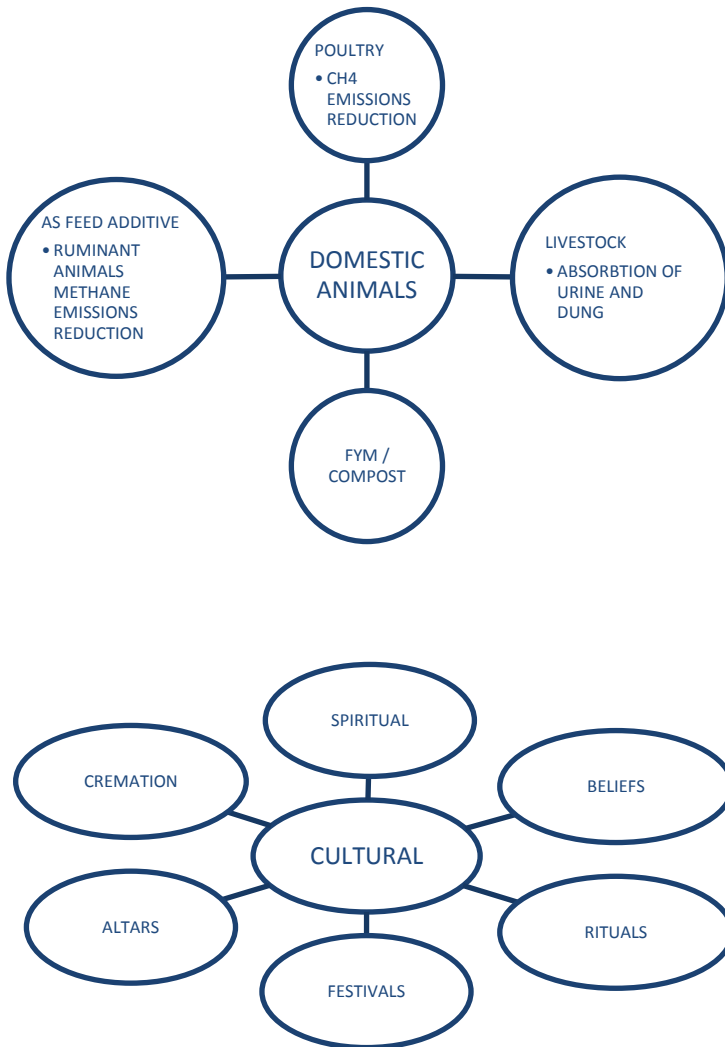 POULTRY
• CH4
EMISSIONS
REDUCTION
AS FEED ADDITIVE
• RUMINANT
ANIMALS
METHANE
EMISSIONS
REDUCTION
DOMESTIC
ANIMALS
LIVESTOCK
• ABSORBTION OF
URINE AND
DUNG
FYM /
COMPOST
SPIRITUAL
CREMATION
BELIEFS
CULTURAL
ALTARS
RITUALS
FESTIVALS